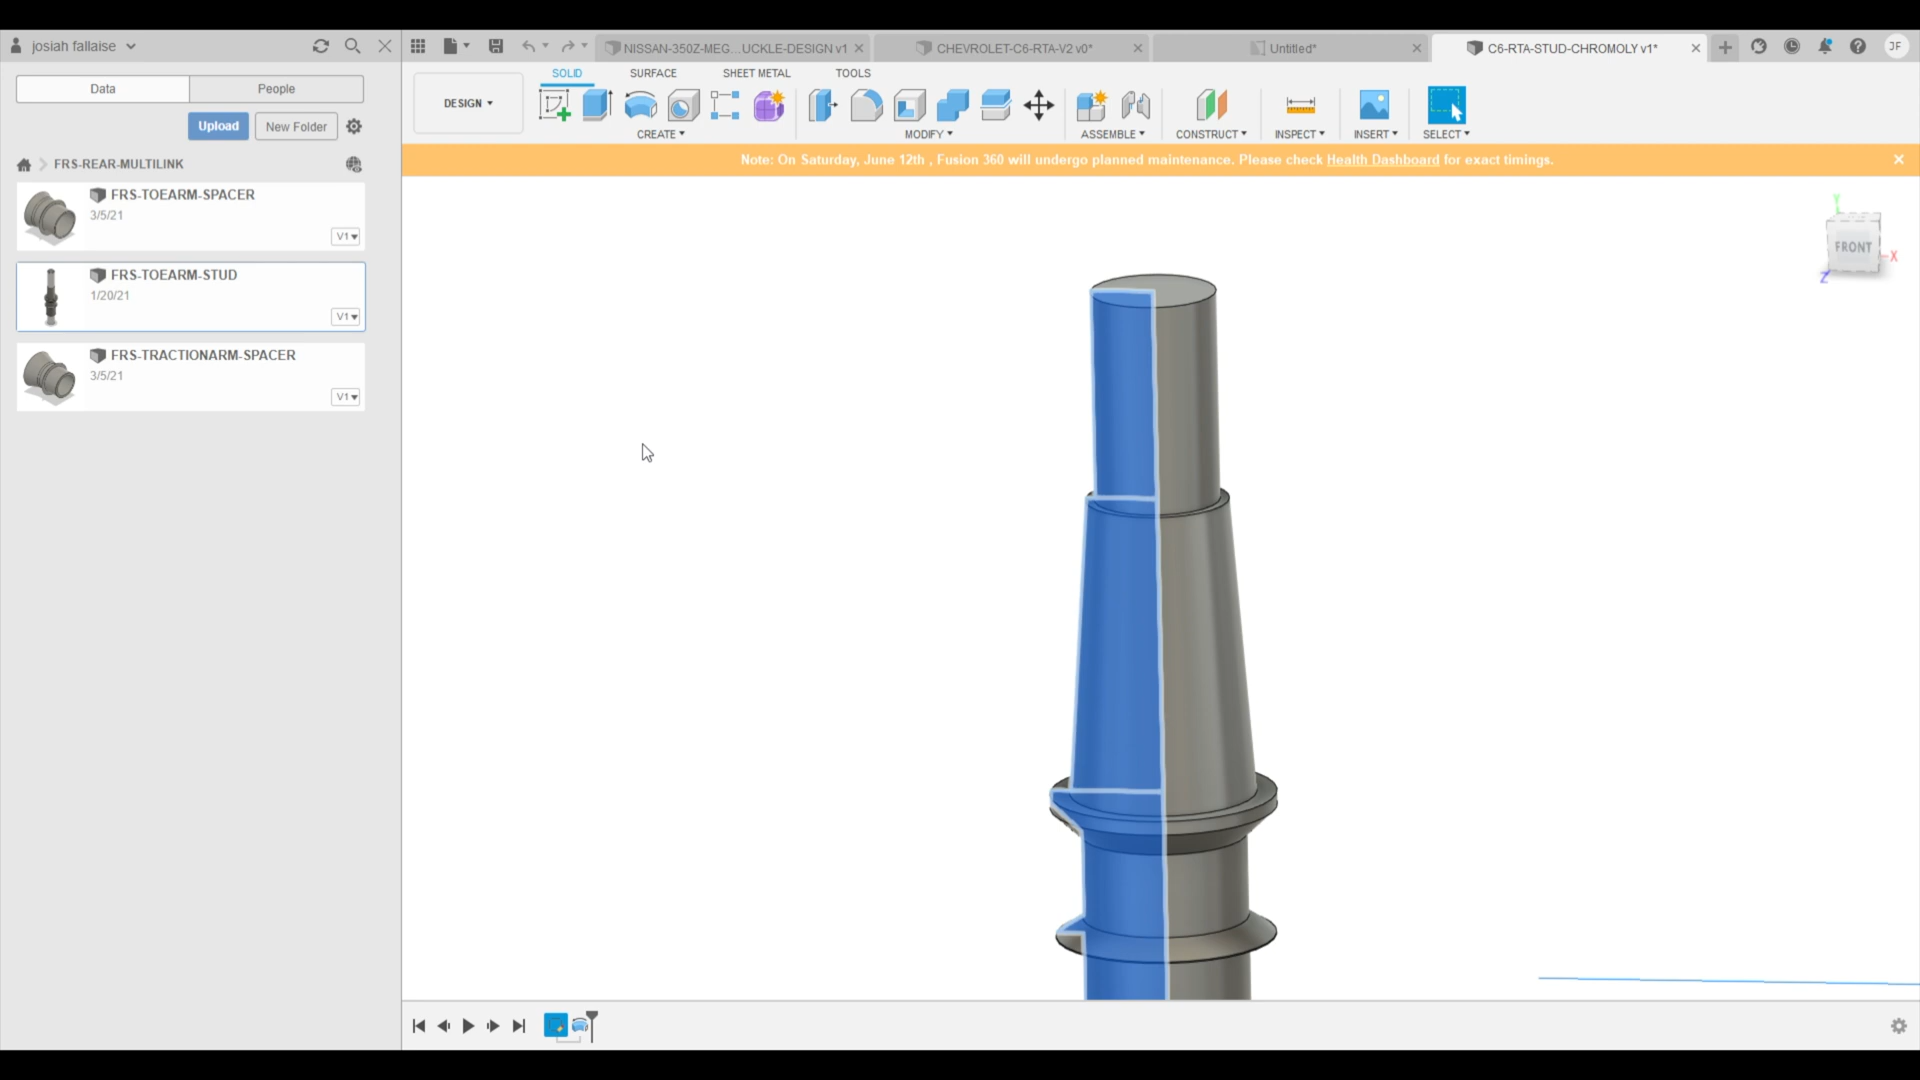 josiah fallaise
NISSAN-350Z-MEG...UCKLE-DESIGN v1
CHEVROLET-C6-RTA-V2 v0*
Untitled*
C6-RTA-STUD-CHROMOLY v1*
JF
Data
People
SOLID
SURFACE
SHEET METAL
TOOLS
DESIGN
Upload
New Folder
CREATE
MODIFY
ASSEMBLE
CONSTRUCT
INSPECT
INSERT
SELECT
FRS-REAR-MULTILINK
Note: On Saturday, June 12th , Fusion 360 will undergo planned maintenance. Please check Health Dashboard for exact timings.
FRS-TOEARM-SPACER
3/5/21
V1
FRS-TOEARM-STUD
1/20/21
V1
FRS-TRACTIONARM-SPACER
3/5/21
V1
Y
FRONT
X
Z